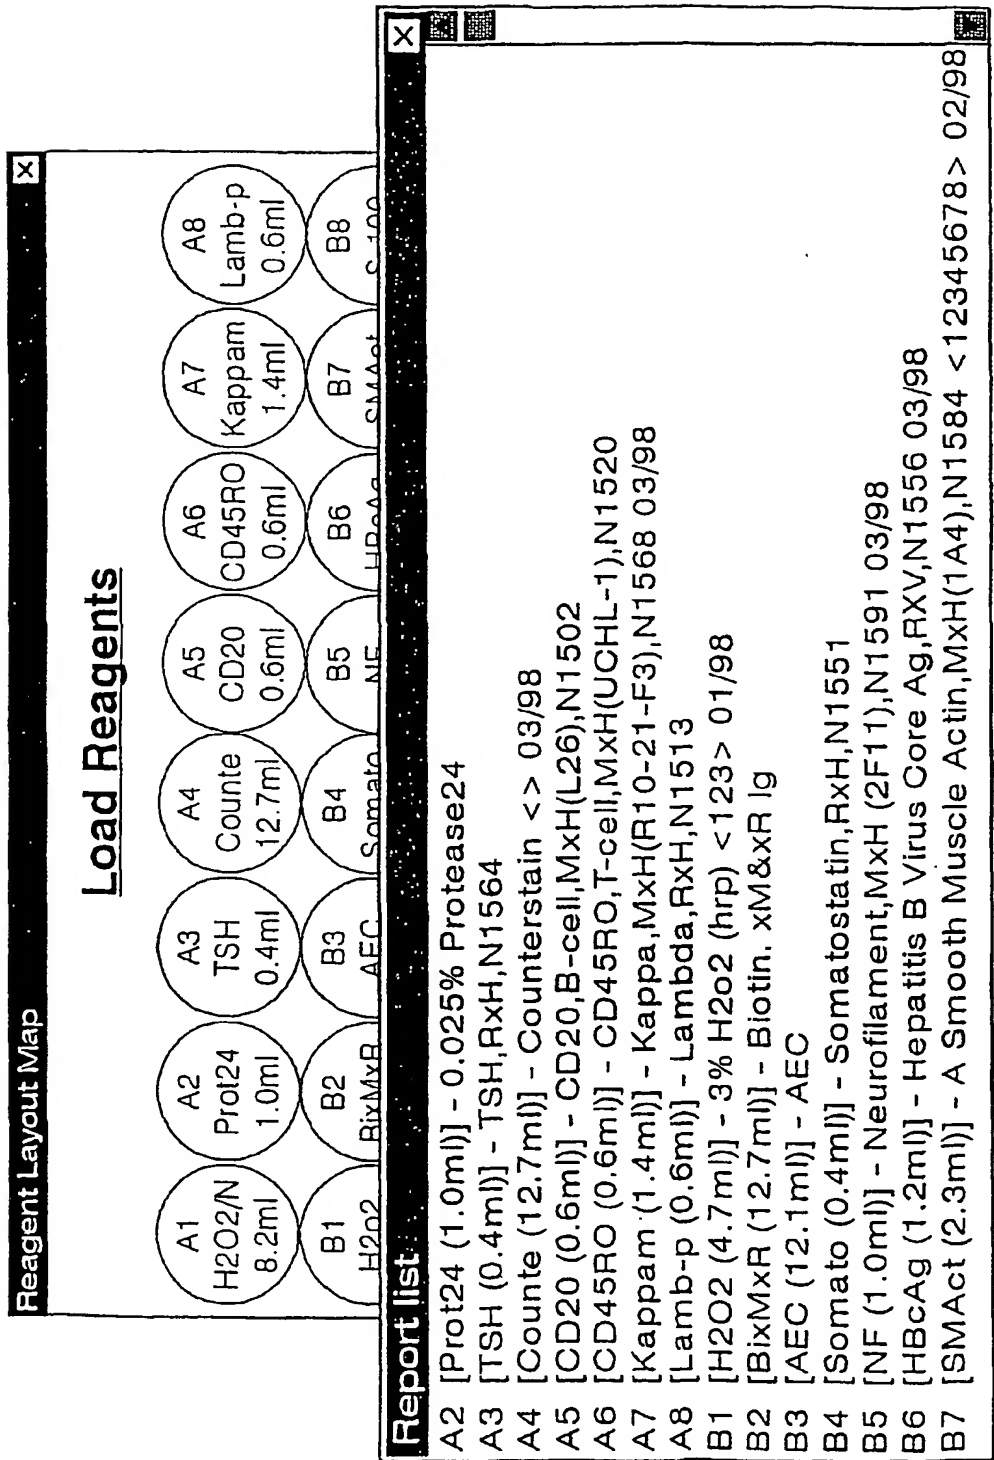 Reagent Layout Map
Load Reagents
A1 A2 A3 A4 A5 A6 A7 A8
H2O2/N Prot24 TSH Counte CD20 CD45RO Kappam Lamb-p
8.2ml 1.0ml 0.4ml 12.7ml 0.6ml 0.6ml 1.4ml 0.6ml
B1 B2 B3 B4 B5 B6 B7 B8
H2o2 BixMxR AEC Somato NF HBcAg SMAct S-100
Report list
A2 [Prot24 (1.0ml)] - 0.025% Protease24
A3 [TSH (0.4ml)] - TSH,RxH,N1564
A4 [Counte (12.7ml)] - Counterstain <> 03/98
A5 [CD20 (0.6ml)] - CD20,B-cell,MxH(L26),N1502
A6 [CD45RO (0.6ml)] - CD45RO,T-cell,MxH(UCHL-1),N1520
A7 [Kappam (1.4ml)] - Kappa,MxH(R10-21-F3),N1568 03/98
A8 [Lamb-p (0.6ml)] - Lambda,RxH,N1513
B1 [H2O2 (4.7ml)] - 3% H2o2 (hrp) <123> 01/98
B2 [BixMxR (12.7ml)] - Biotin. xM&xR Ig
B3 [AEC (12.1ml)] - AEC
B4 [Somato (0.4ml)] - Somatostatin,RxH,N1551
B5 [NF (1.0ml)] - Neurofilament,MxH (2F11),N1591 03/98
B6 [HBcAg (1.2ml)] - Hepatitis B Virus Core Ag,RXV,N1556 03/98
B7 [SMAct (2.3ml)] - A Smooth Muscle Actin,MxH(1A4),N1584 <12345678> 02/98